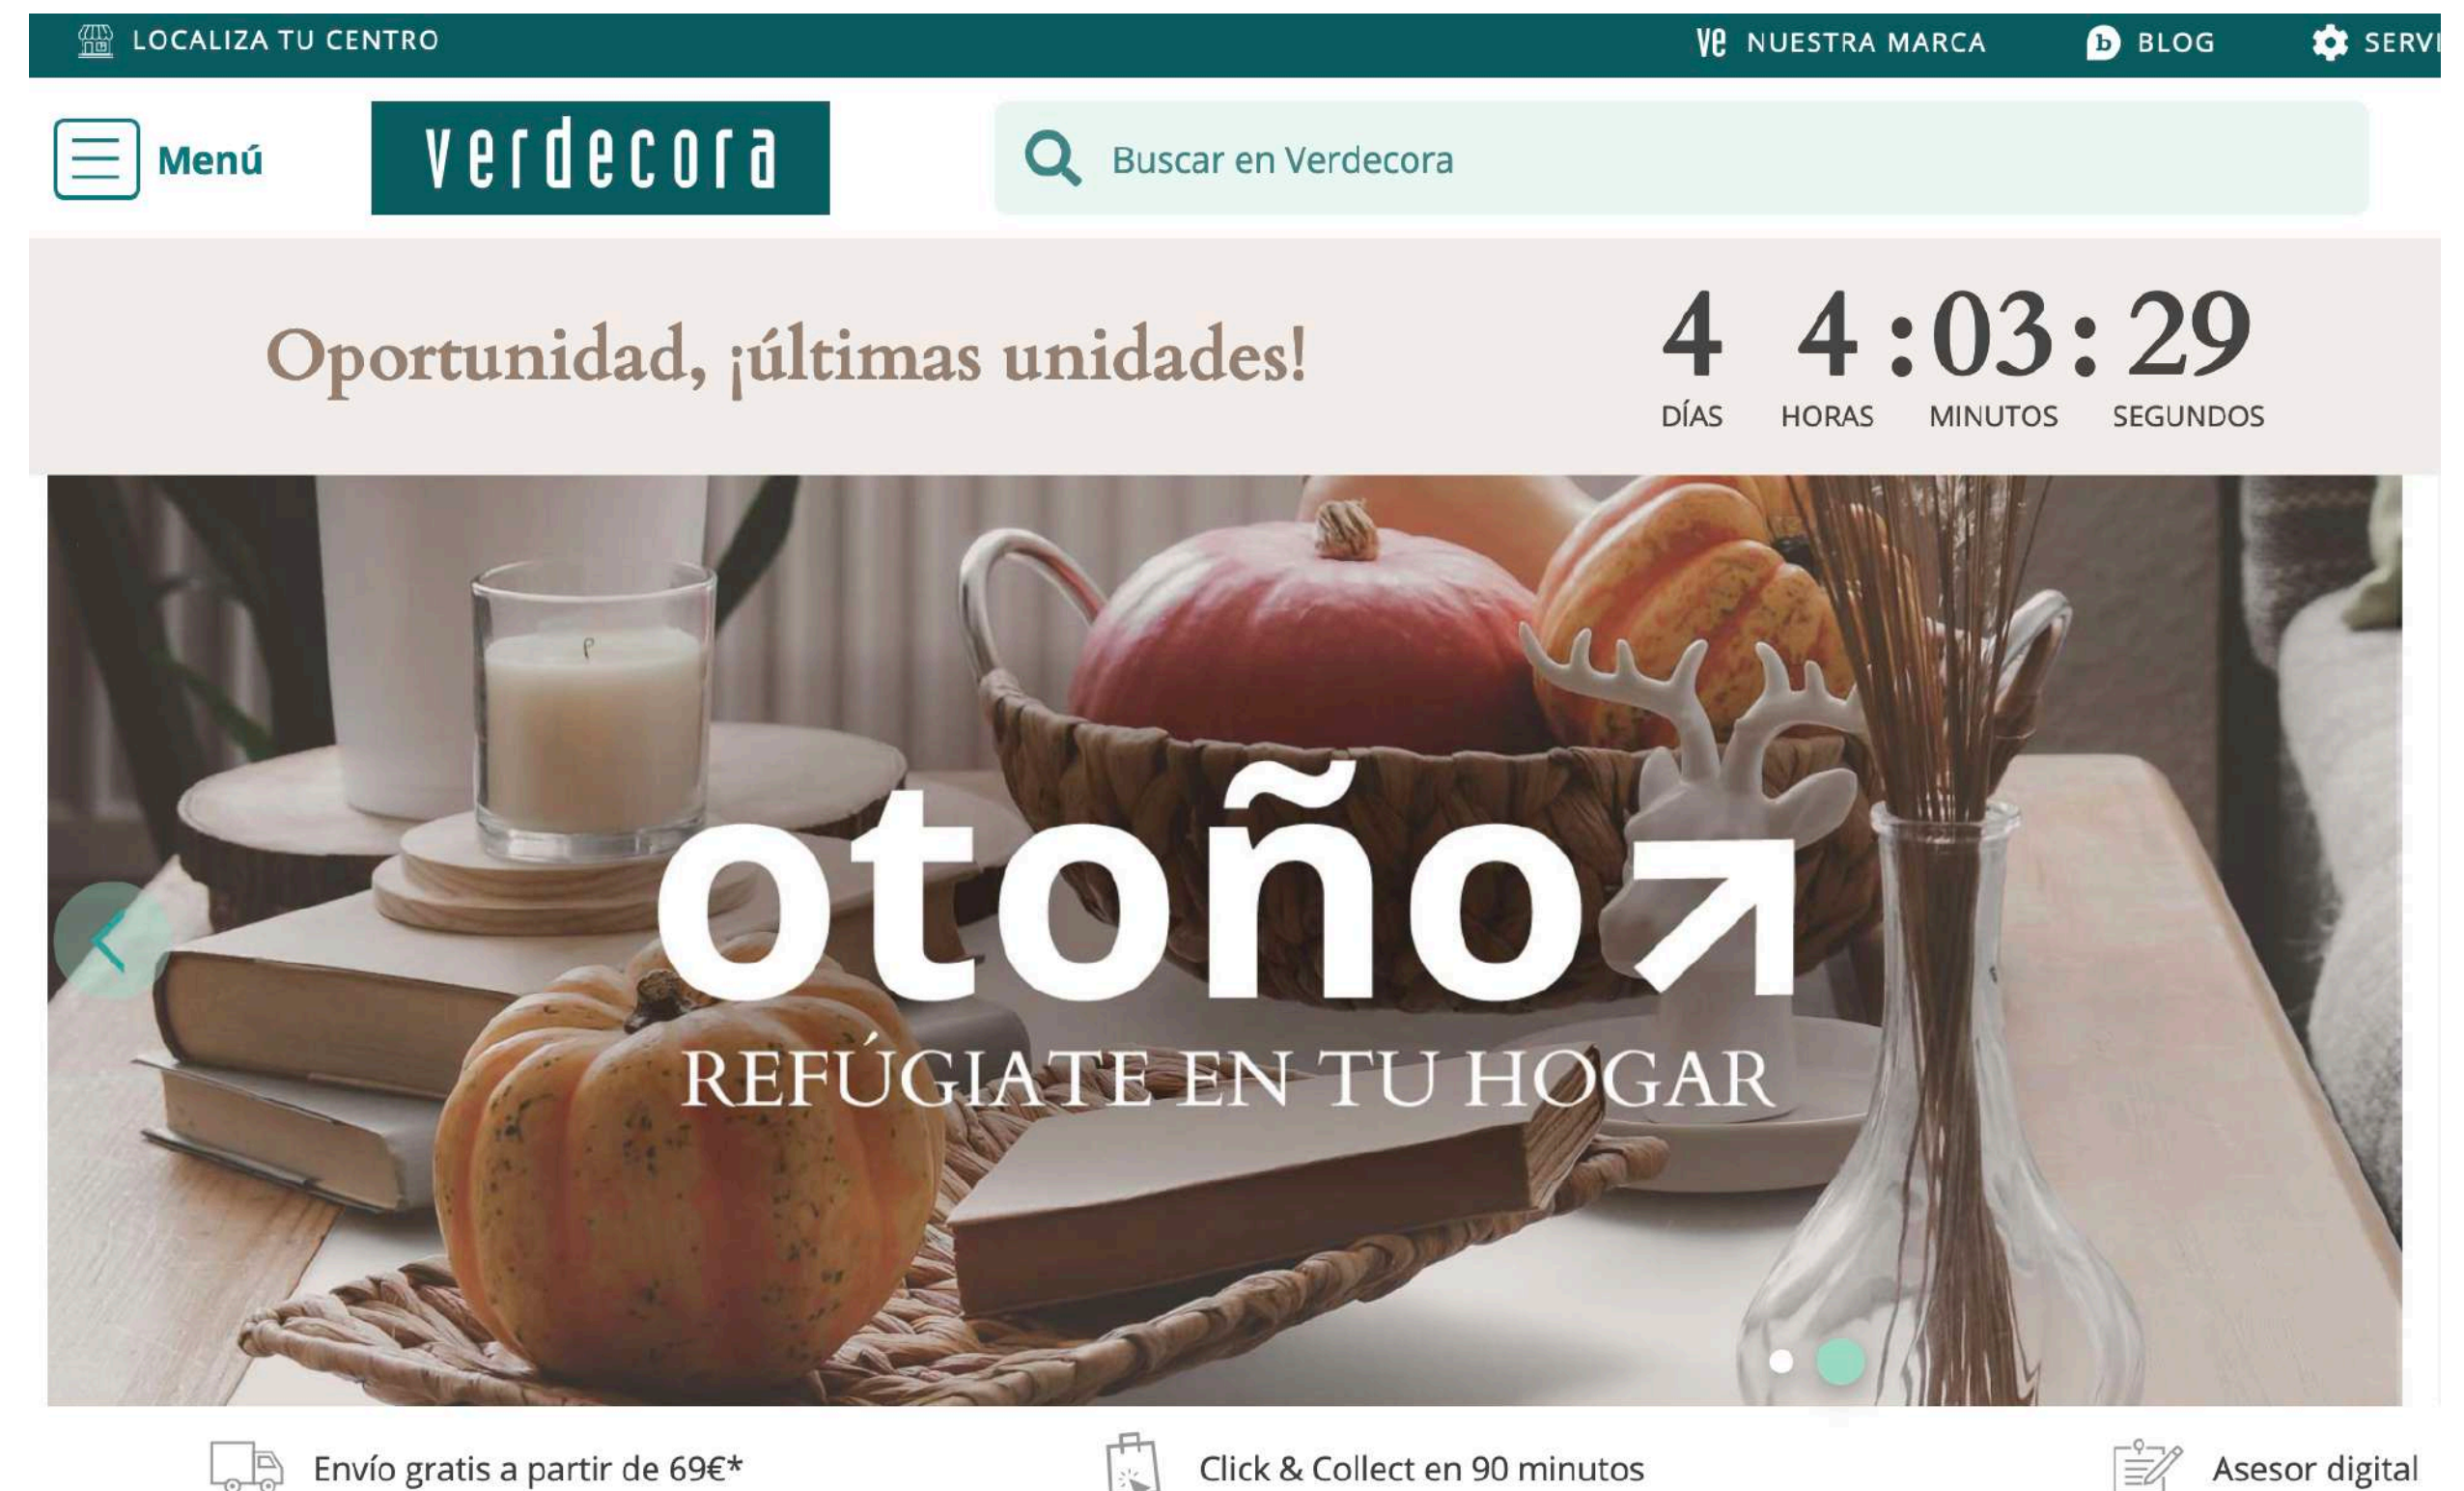 LOCALIZA TU CENTRO
Ve NUESTRA MARCA
b BLOG
SERVI
Menú
verdecora
Buscar en Verdecora
Oportunidad, ¡últimas unidades!
4 4:03:29
DÍAS HORAS MINUTOS SEGUNDOS
otoño
REFÚGIATE EN TU HOGAR
Envío gratis a partir de 69€*
Click & Collect en 90 minutos
Asesor digital